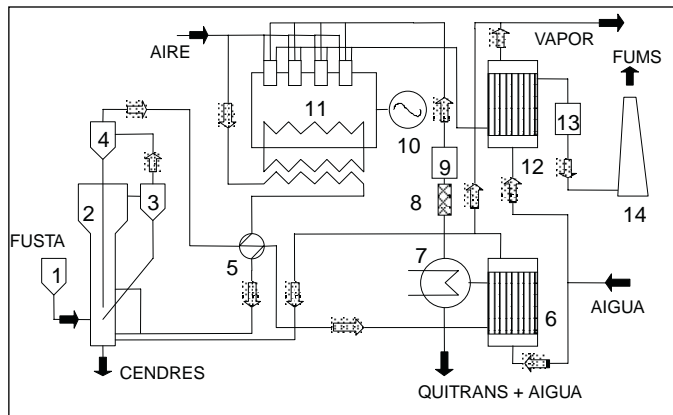 AIRE
VAPOR
FUMS
11
10
4
9
13
12
2
3
8
14
FUSTA
1
5
7
6
AIGUA
CENDRES
QUITRANS + AIGUA